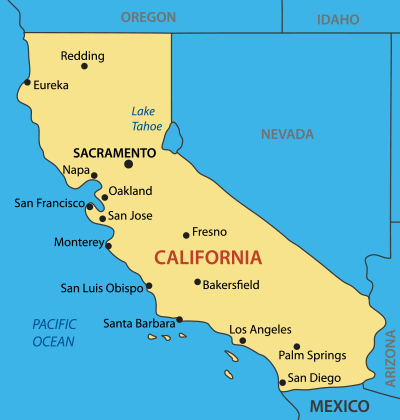 OREGON
IDAHO
Redding
Eureka
Lake
Tahoe
NEVADA
SACRAMENTO
Napa
Oakland
San Francisco
San Jose
Fresno
Monterey
CALIFORNIA
Bakersfield
San Luis Obispo
PACIFIC
OCEAN
Santa Barbara
Los Angeles
Palm Springs
ARIZONA
San Diego
MEXICO